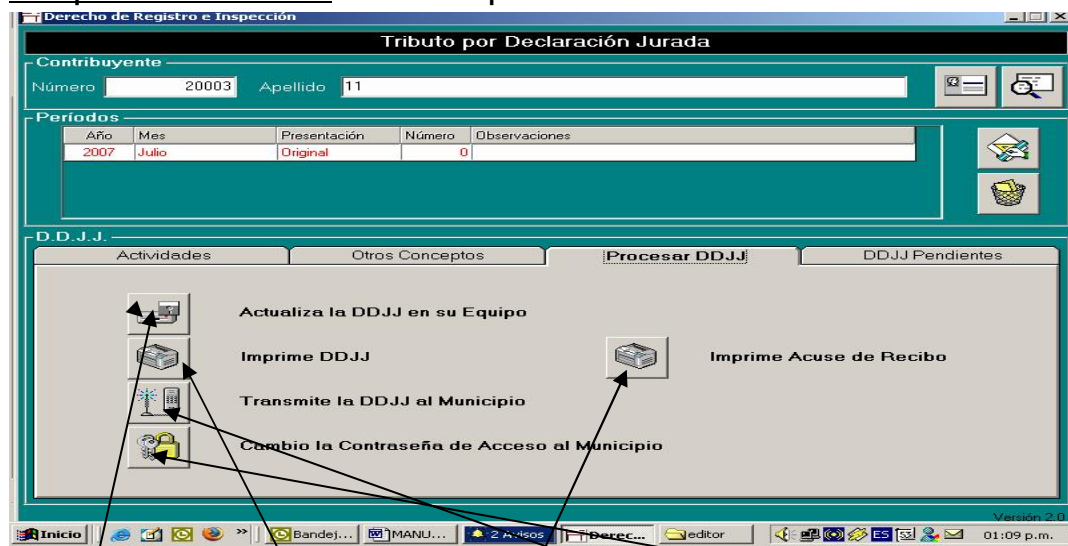 Derecho de Registro e Inspección
Tributo por Declaración Jurada
Contribuyente
Número 20003 Apellido 11
Períodos
Año Mes Presentación Número Observaciones
2007 Julio Original 0
D.D.J.J.
Actividades Otros Conceptos Procesar DDJJ DDJJ Pendientes
Actualiza la DDJJ en su Equipo
Imprime DDJJ Imprime Acuse de Recibo
Transmite la DDJJ al Municipio
Cambio la Contraseña de Acceso al Municipio
Versión 2.0
Inicio » Bandej... MANU... 2 Avisos Derec... editor ES 01:09 p.m.